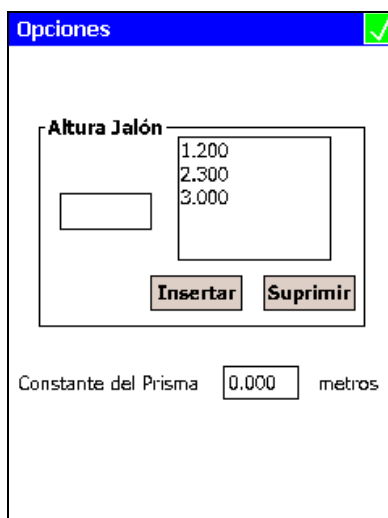 Opciones
Altura Jalón
1.200
2.300
3.000
Insertar Suprimir
Constante del Prisma 0.000 metros